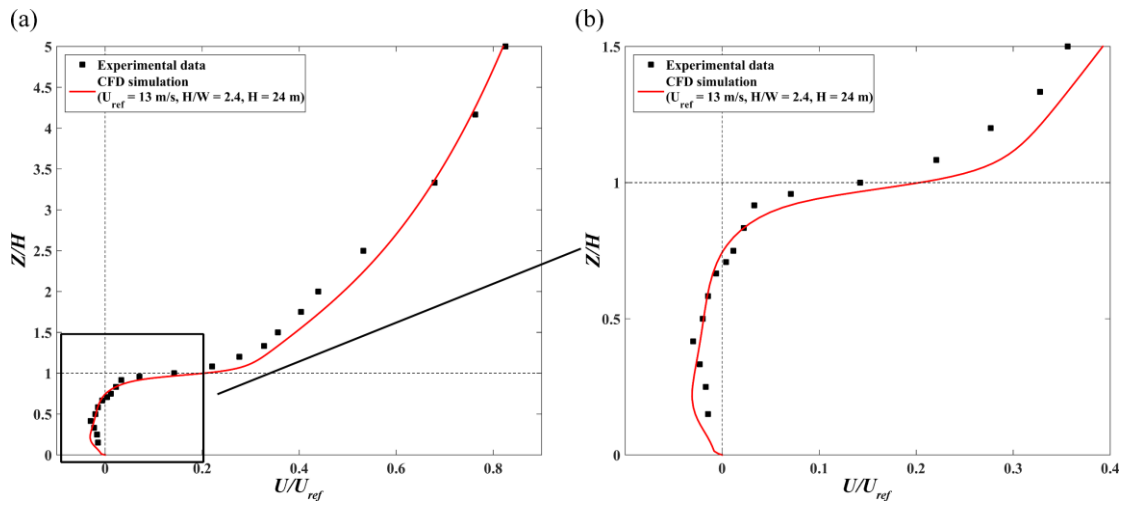 (a)
5
4.5
4
3.5
3
2.5
2
1.5
1
0.5
0
Z/H
Experimental data
CFD simulation
(U_ref = 13 m/s, H/W = 2.4, H = 24 m)
0 0.2 0.4 0.6 0.8
U/U_ref
(b)
1.5
1
0.5
0
Z/H
Experimental data
CFD simulation
(U_ref = 13 m/s, H/W = 2.4, H = 24 m)
0 0.1 0.2 0.3 0.4
U/U_ref